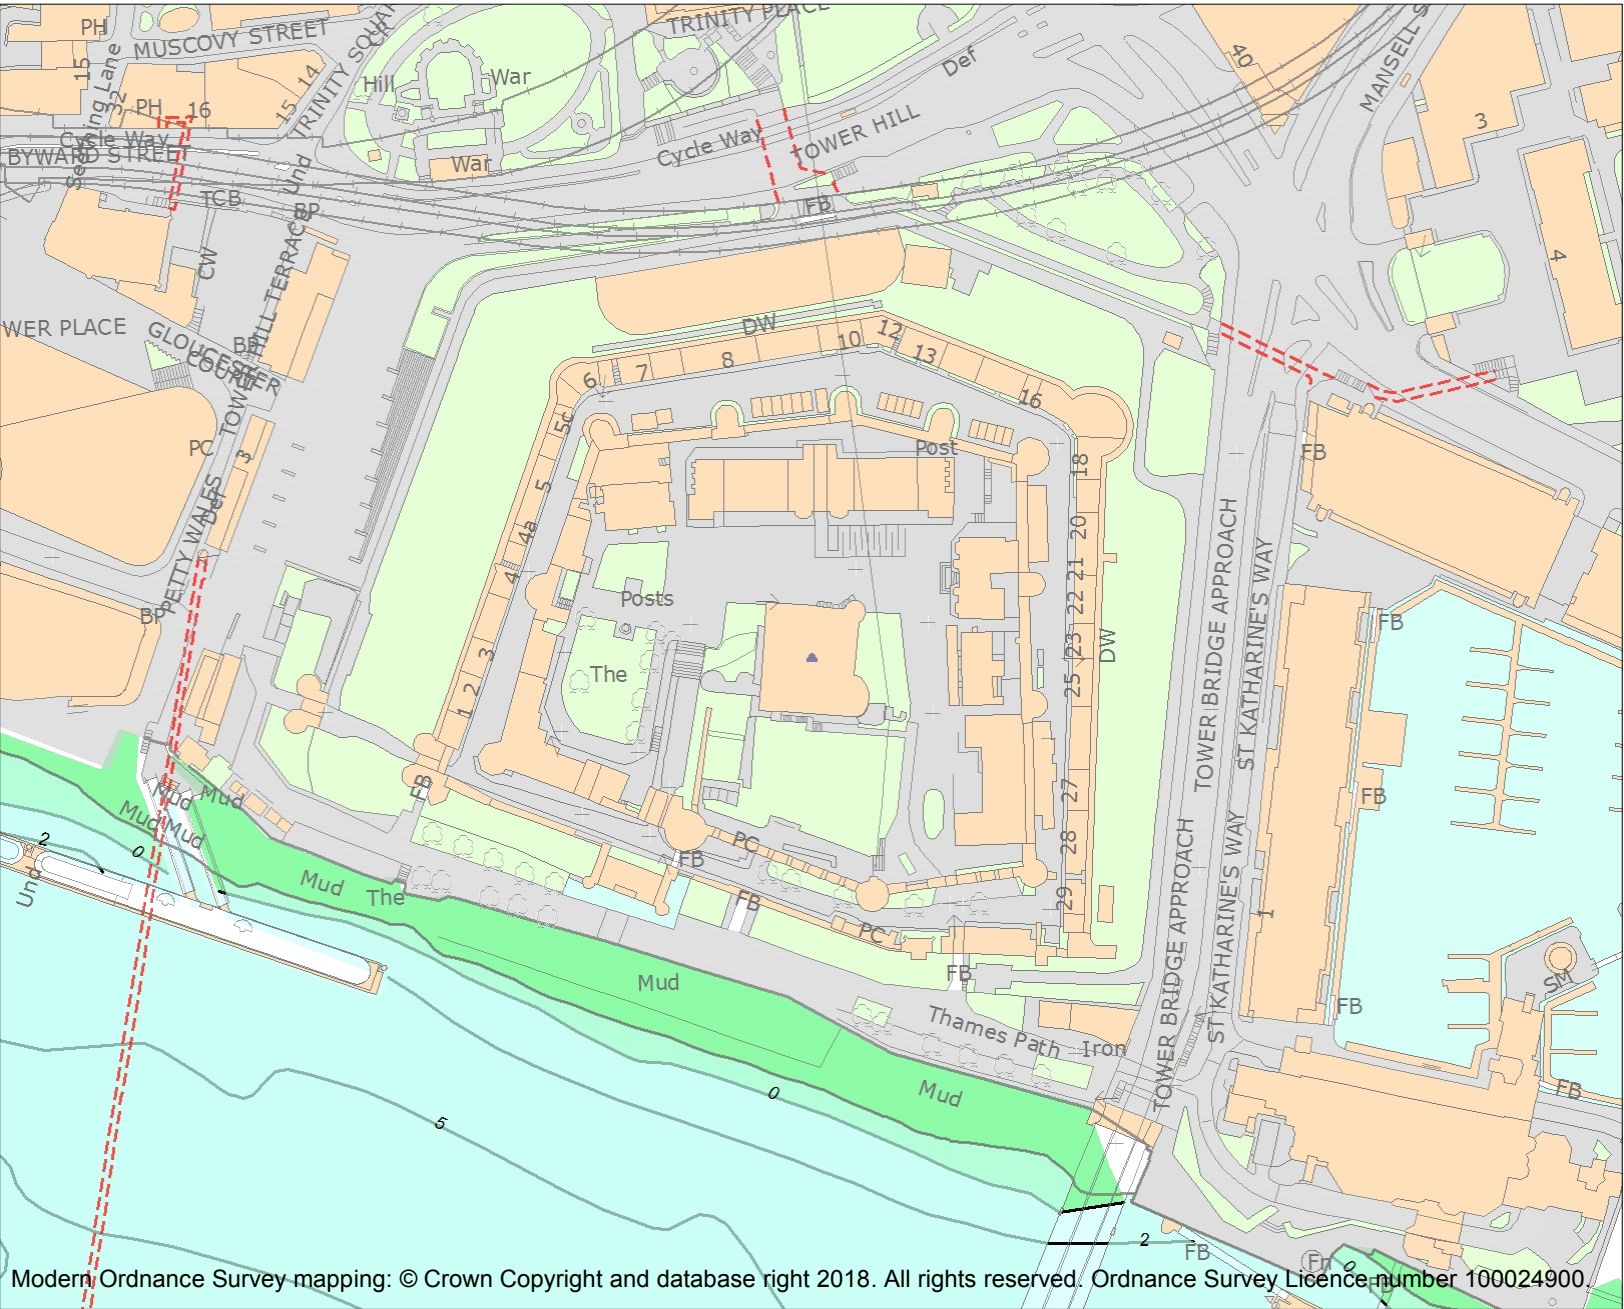 PH
MUSCOVY STREET
TRINITY SQUARE
TRINITY PLACE
MANSELL S
15
Seething Lane
32
PH
16
15
14
Hill
War
Def
40
3
Cycle Way
BYWARD STREET
War
Cycle Way
TOWER HILL
Und
TCB
BP
FB
CW
4
WER PLACE
GLOUCESTER
COURT
BP
TOWER HILL TERRACE
DW
6
7
8
10
12
13
16
5c
Post
FB
PC
3
Def
PETTY WALES
5
4a
4
18
20
21
22
23
25
DW
TOWER BRIDGE APPROACH
ST KATHARINE'S WAY
BP
Posts
The
FB
3
2
1
FB
27
28
29
FB
Mud
Mud
Mud
Mud
2
0
Und
Mud
The
FB
PC
FB
PC
FB
TOWER BRIDGE APPROACH
ST KATHARINE'S WAY
1
SM
Mud
Thames Path
Iron
FB
FB
0
Mud
5
2
FB
Fn
0
FB
Modern Ordnance Survey mapping: © Crown Copyright and database right 2018. All rights reserved. Ordnance Survey Licence number 100024900.